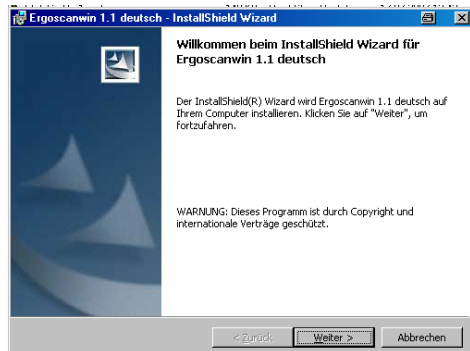 Ergoscanwin 1.1 deutsch - InstallShield Wizard
Willkommen beim InstallShield Wizard für
Ergoscanwin 1.1 deutsch
Der InstallShield(R) Wizard wird Ergoscanwin 1.1 deutsch auf
Ihrem Computer installieren. Klicken Sie auf "Weiter", um
fortzufahren.
WARNUNG: Dieses Programm ist durch Copyright und
internationale Verträge geschützt.
< Zurück
Weiter >
Abbrechen